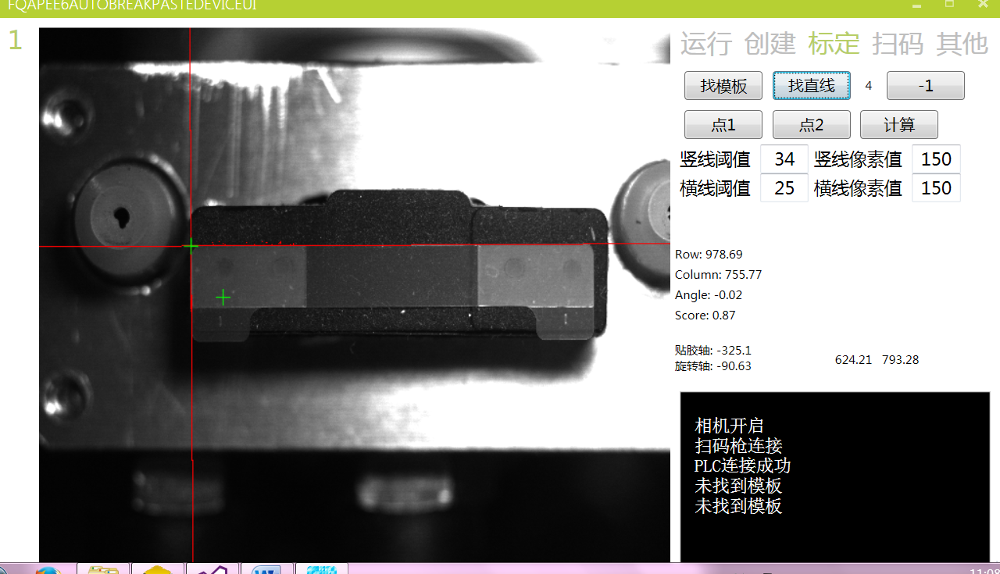 FQAPEE6AUTOBREAKPASTEDEVICEUI
1
运行 创建 标定 扫码 其他
找模板 找直线 4 -1
点1 点2 计算
竖线阈值 34 竖线像素值 150
横线阈值 25 横线像素值 150
Row: 978.69
Column: 755.77
Angle: -0.02
Score: 0.87
贴胶轴: -325.1
旋转轴: -90.63
624.21 793.28
相机开启
扫码枪连接
PLC连接成功
未找到模板
未找到模板
11:08